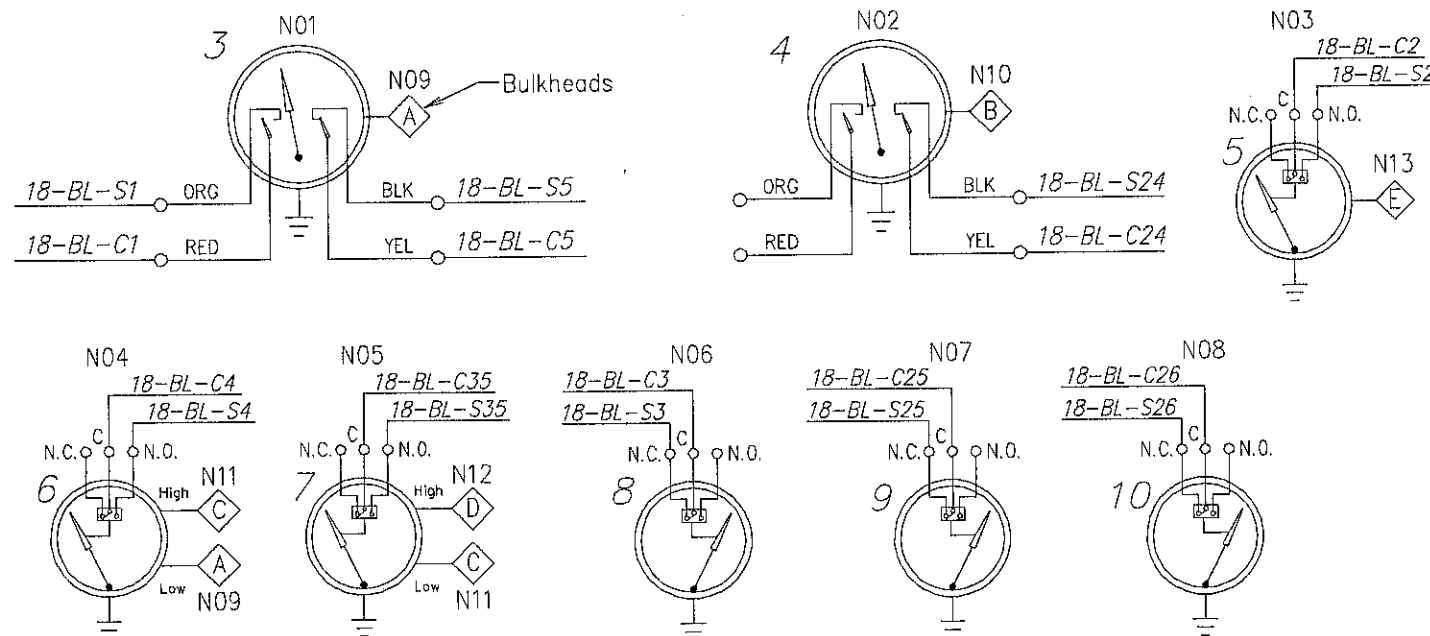 N01
3
N09
A
Bulkheads
18-BL-S1
ORG
BLK
18-BL-S5
18-BL-C1
RED
YEL
18-BL-C5
N02
4
N10
B
ORG
BLK
18-BL-S24
RED
YEL
18-BL-C24
N03
18-BL-C2
18-BL-S2
N.C.
C
N.O.
5
N13
E
N04
18-BL-C4
18-BL-S4
N.C.
C
N.O.
6
High
N11
C
Low
A
N09
N05
18-BL-C35
18-BL-S35
N.C.
C
N.O.
7
High
N12
D
Low
C
N11
N06
18-BL-C3
18-BL-S3
N.C.
C
N.O.
8
N07
18-BL-C25
18-BL-S25
N.C.
C
N.O.
9
N08
18-BL-C26
18-BL-S26
N.C.
C
N.O.
10